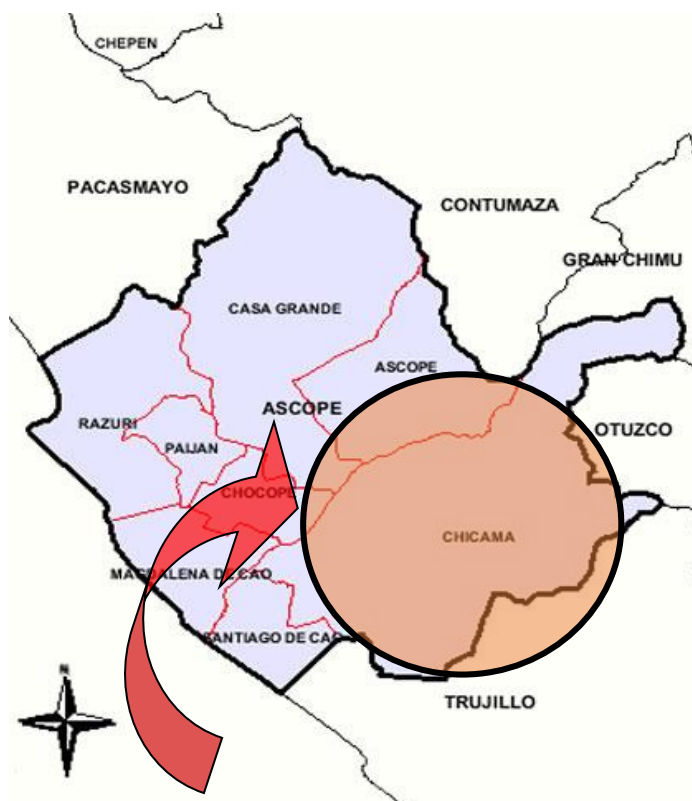 CHEPEN
PACASMAYO
CONTUMAZA
GRAN CHIMU
CASA GRANDE
ASCOPE
ASCOPE
RAZURI
OTUZCO
PAIJAN
CHOCOPE
CHICAMA
MAGDALENA DE CAO
SANTIAGO DE CAO
N
TRUJILLO